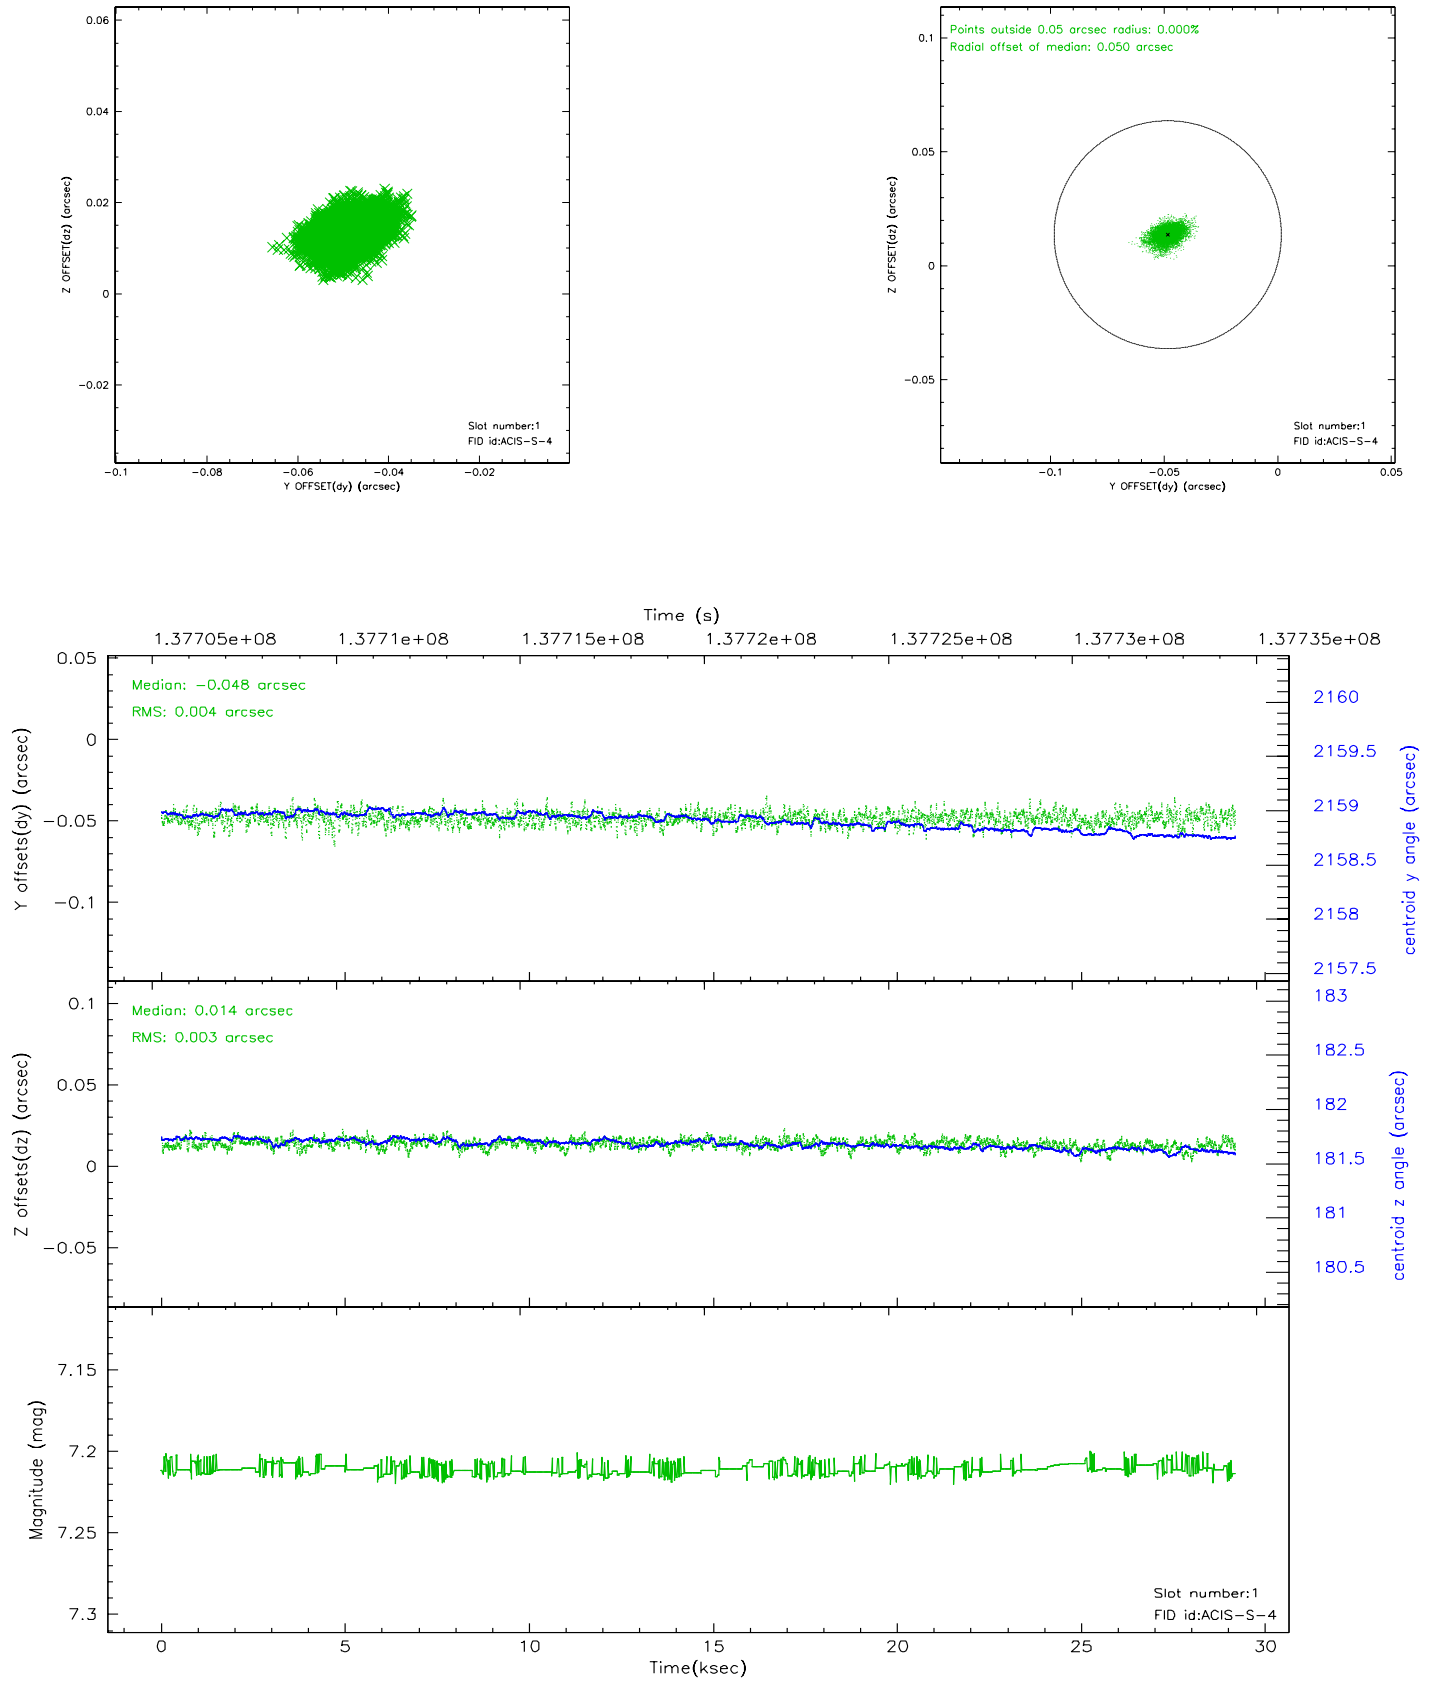 0.06
0.04
0.02
0
−0.02
Z OFFSET(dz) (arcsec)
Slot number:1
FID id:ACIS−S−4
−0.1 −0.08 −0.06 −0.04 −0.02
Y OFFSET(dy) (arcsec)
Points outside 0.05 arcsec radius: 0.000%
Radial offset of median: 0.050 arcsec
0.1
0.05
0
−0.05
Z OFFSET(dz) (arcsec)
Slot number:1
FID id:ACIS−S−4
−0.1 −0.05 0 0.05
Y OFFSET(dy) (arcsec)
Time (s)
1.37705e+08 1.3771e+08 1.37715e+08 1.3772e+08 1.37725e+08 1.3773e+08 1.37735e+08
Median: −0.048 arcsec
RMS: 0.004 arcsec
0.05
0
−0.05
−0.1
Y offsets(dy) (arcsec)
2160
2159.5
2159
2158.5
2158
2157.5
centroid y angle (arcsec)
Median: 0.014 arcsec
RMS: 0.003 arcsec
0.1
0.05
0
−0.05
Z offsets(dz) (arcsec)
183
182.5
182
181.5
181
180.5
centroid z angle (arcsec)
7.15
7.2
7.25
7.3
Magnitude (mag)
Slot number:1
FID id:ACIS−S−4
0 5 10 15 20 25 30
Time(ksec)